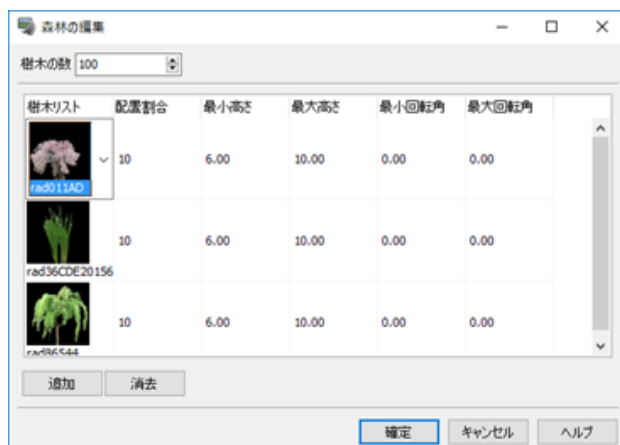 森林の編集
樹木の数 100
樹木リスト 配置割合 最小高さ 最大高さ 最小回転角 最大回転角
rad011AD 10 6.00 10.00 0.00 0.00
rad36CDE20156 10 6.00 10.00 0.00 0.00
rad86544 10 6.00 10.00 0.00 0.00
追加 消去
確定 キャンセル ヘルプ